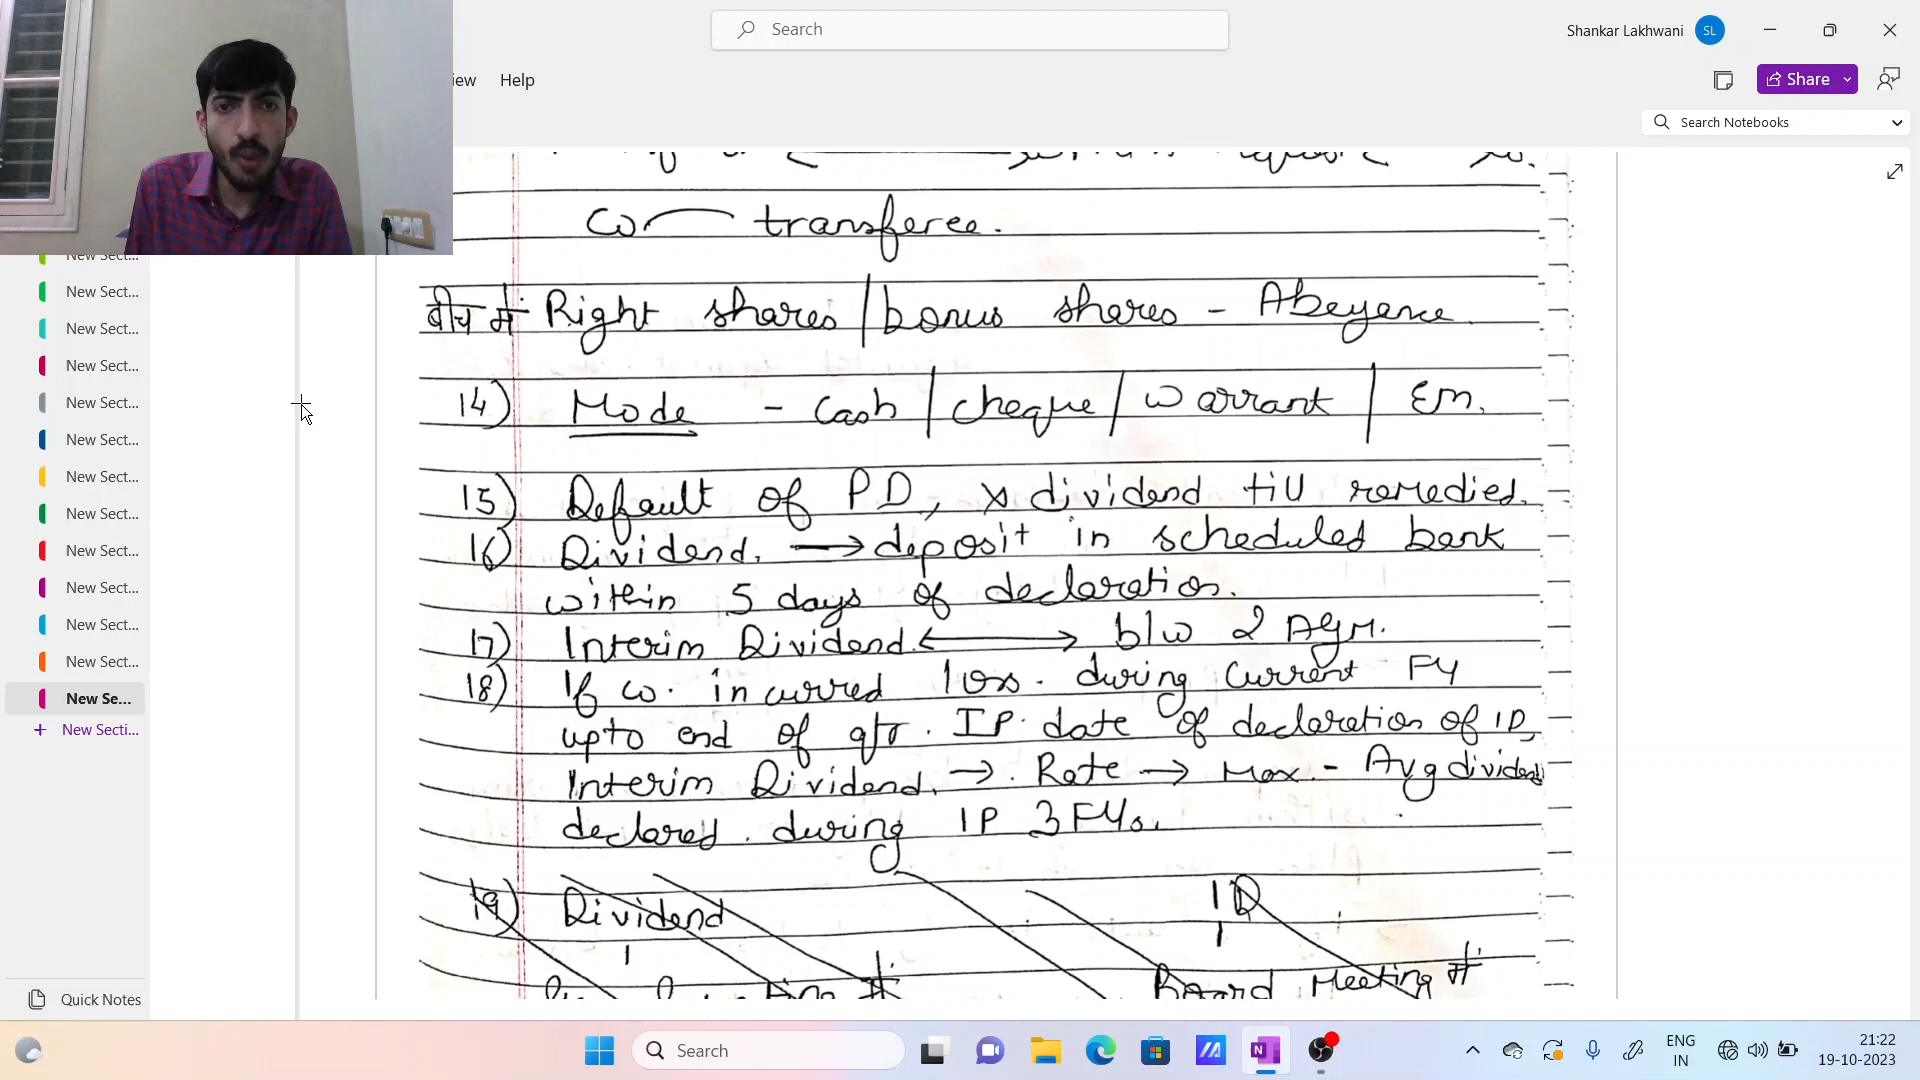 Search
Shankar Lakhwani
SL
iew
Help
Share
Search Notebooks
co transferee.
बीच में Right shares / bonus shares - Abeyance.
14) Mode - Cash / cheque / warrant / Em.
15) Default of PD, x dividend till remedied.
16) Dividend. → deposit in scheduled bank
within 5 days of declaration.
17) Interim Dividend. ↔ b/w 2 AGM.
18) If co. incurred loss. during Current FY
upto end of qtr. IP date of declaration of ID,
Interim Dividend. → Rate → Max. - Avg dividend
declared. during IP 3 FYs.
19) Dividend ID
Board Meeting में
New Sect...
New Sect...
New Sect...
New Sect...
New Sect...
New Sect...
New Sect...
New Sect...
New Sect...
New Sect...
New Sect...
New Sect...
New Se...
+ New Secti...
Quick Notes
Search
ENG
IN
21:22
19-10-2023